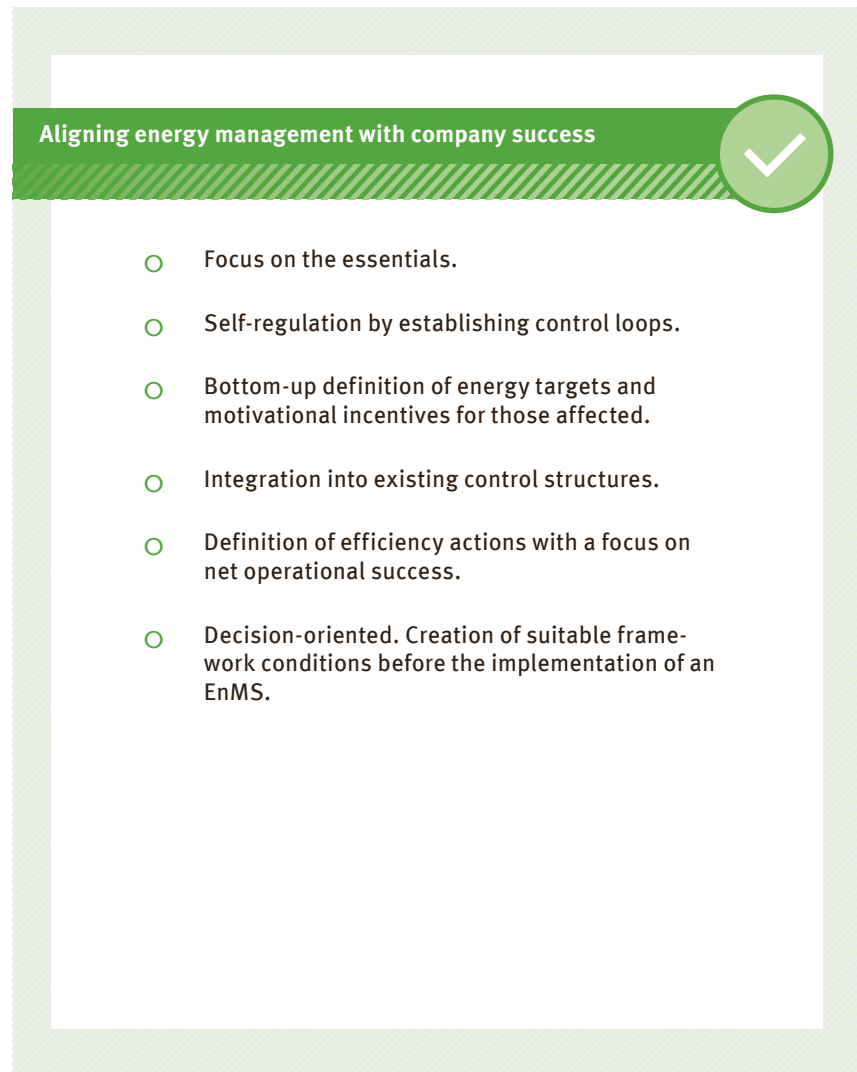 Aligning energy management with company success
Focus on the essentials.
Self-regulation by establishing control loops.
Bottom-up definition of energy targets and
motivational incentives for those affected.
Integration into existing control structures.
Definition of efficiency actions with a focus on
net operational success.
Decision-oriented. Creation of suitable frame-
work conditions before the implementation of an
EnMS.